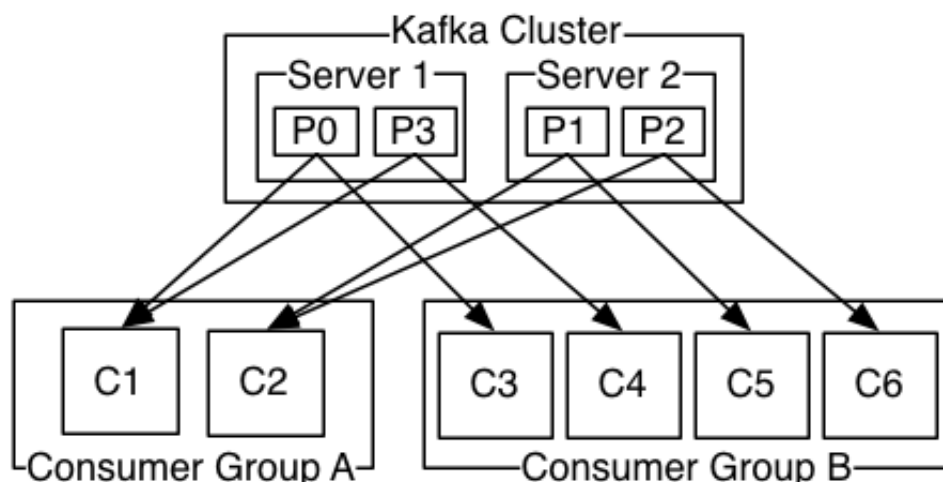 Kafka Cluster
Server 1 Server 2
P0 P3 P1 P2
C1 C2 C3 C4 C5 C6
Consumer Group A Consumer Group B